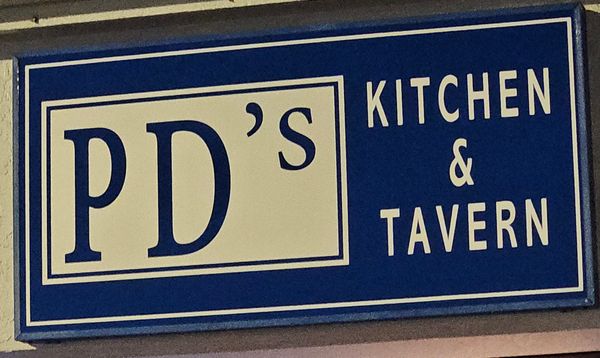 PD's
KITCHEN
&
TAVERN